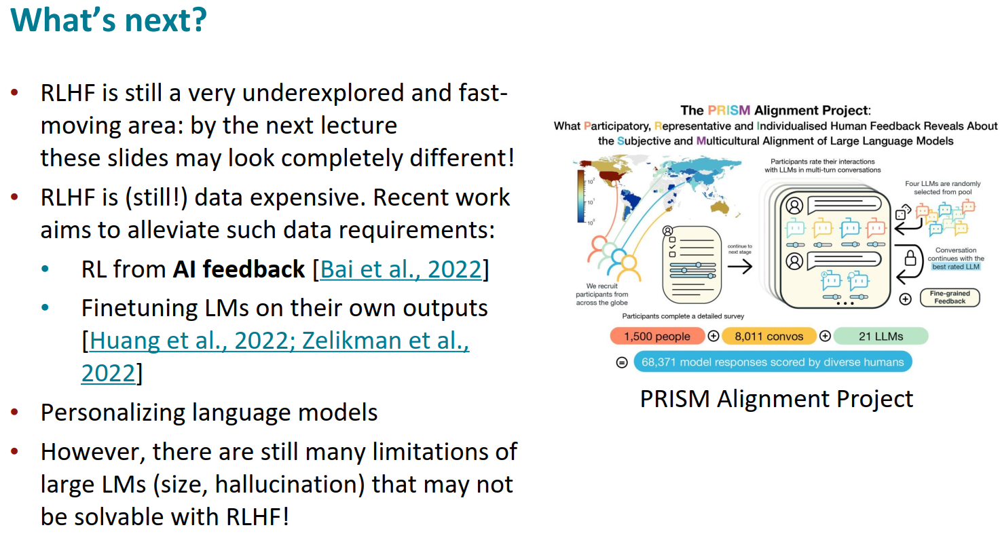 What's next?
• RLHF is still a very underexplored and fast-
moving area: by the next lecture
these slides may look completely different!
• RLHF is (still!) data expensive. Recent work
aims to alleviate such data requirements:
• RL from AI feedback [Bai et al., 2022]
• Finetuning LMs on their own outputs
[Huang et al., 2022; Zelikman et al.,
2022]
• Personalizing language models
• However, there are still many limitations of
large LMs (size, hallucination) that may not
be solvable with RLHF!
The PRISM Alignment Project:
What Participatory, Representative and Individualised Human Feedback Reveals About
the Subjective and Multicultural Alignment of Large Language Models
10²
10¹
10⁰
We recruit
participants from
across the globe
Participants complete a detailed survey
continue to
next stage
Participants rate their interactions
with LLMs in multi-turn conversations
Four LLMs are randomly
selected from pool
Conversation
continues with the
best rated LLM
+ Fine-grained
Feedback
1,500 people + 8,011 convos + 21 LLMs
= 68,371 model responses scored by diverse humans
PRISM Alignment Project